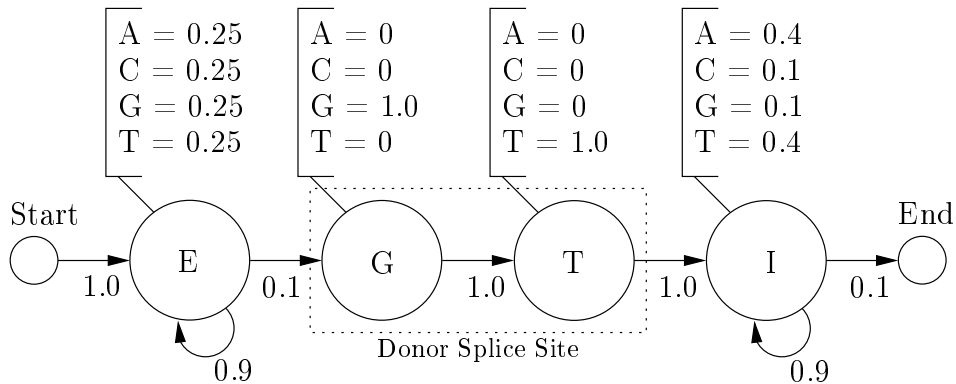 A = 0.25
C = 0.25
G = 0.25
T = 0.25
A = 0
C = 0
G = 1.0
T = 0
A = 0
C = 0
G = 0
T = 1.0
A = 0.4
C = 0.1
G = 0.1
T = 0.4
Start
End
E
G
T
I
1.0
0.1
1.0
1.0
0.1
Donor Splice Site
0.9
0.9